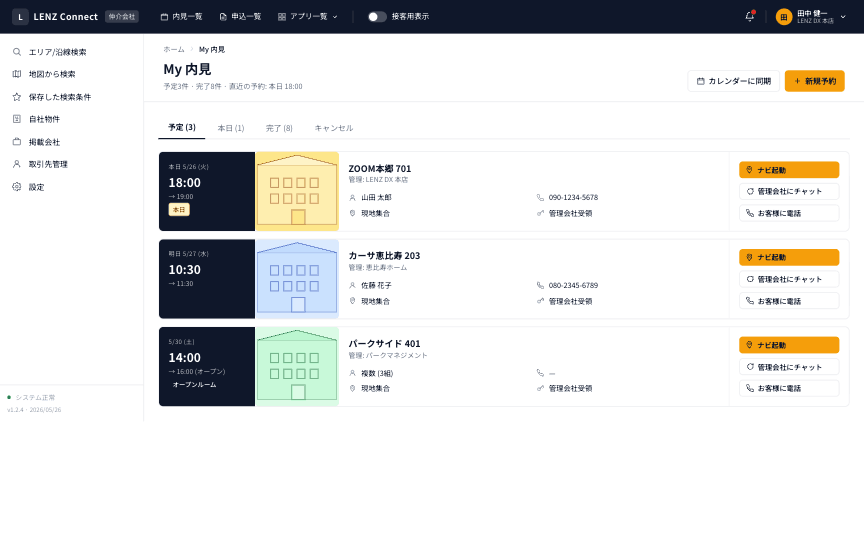 L LENZ Connect 仲介会社 内見一覧 申込一覧 アプリ一覧 接客用表示 田 田中 健一
LENZ DX 本店
エリア/沿線検索
地図から検索
保存した検索条件
自社物件
掲載会社
取引先管理
設定
システム正常
v1.2.4 · 2026/05/26
ホーム My 内見
My 内見
予定3件・完了8件・直近の予約: 本日 18:00
カレンダーに同期
新規予約
予定 (3) 本日 (1) 完了 (8) キャンセル
本日 5/26 (火)
18:00
→ 19:00
本日
ZOOM本郷 701
管理: LENZ DX 本店
山田 太郎
090-1234-5678
現地集合
管理会社受領
ナビ起動
管理会社にチャット
お客様に電話
明日 5/27 (水)
10:30
→ 11:30
カーサ恵比寿 203
管理: 恵比寿ホーム
佐藤 花子
080-2345-6789
現地集合
管理会社受領
ナビ起動
管理会社にチャット
お客様に電話
5/30 (土)
14:00
→ 16:00 (オープン)
オープンルーム
パークサイド 401
管理: パークマネジメント
複数 (3組)
—
現地集合
管理会社受領
ナビ起動
管理会社にチャット
お客様に電話